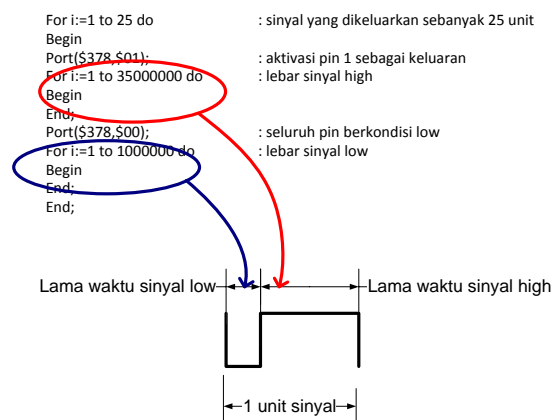 For i:=1 to 25 do : sinyal yang dikeluarkan sebanyak 25 unit
Begin
Port($378,$01); : aktivasi pin 1 sebagai keluaran
For i:=1 to 35000000 do : lebar sinyal high
Begin
End;
Port($378,$00); : seluruh pin berkondisi low
For i:=1 to 1000000 do : lebar sinyal low
Begin
End;
End;
Lama waktu sinyal low Lama waktu sinyal high
1 unit sinyal